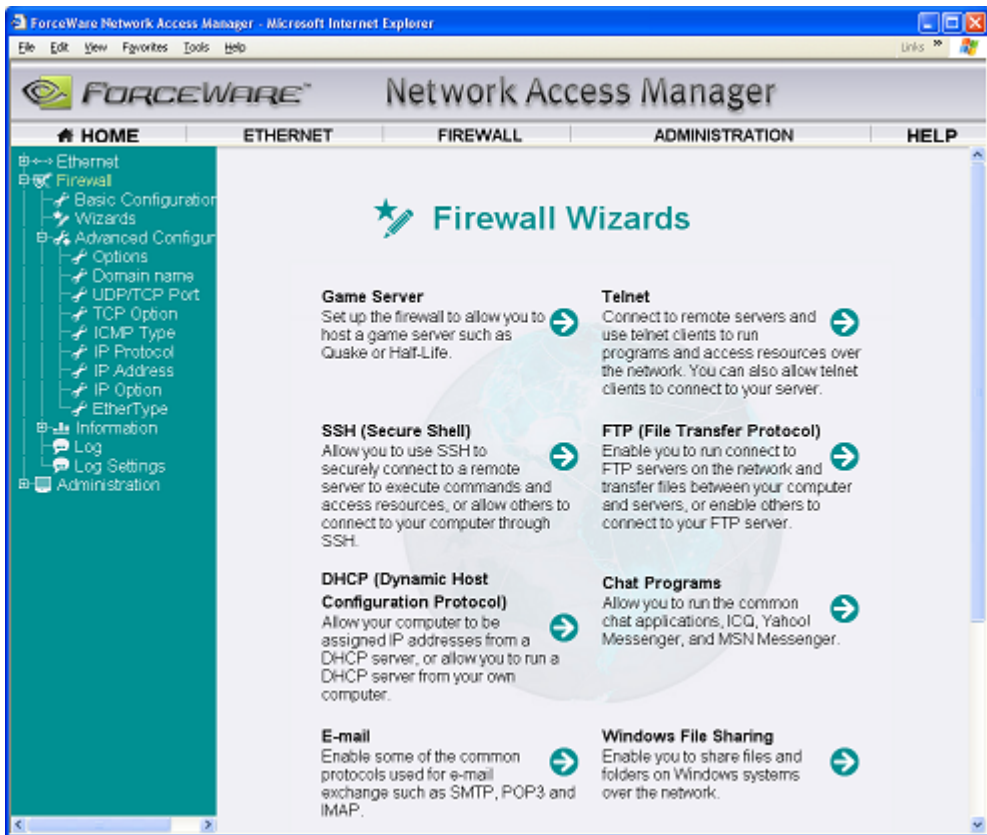 ForceWare Network Access Manager - Microsoft Internet Explorer
File Edit View Favorites Tools Help
Links »
FORCEWARE™ Network Access Manager
HOME ETHERNET FIREWALL ADMINISTRATION HELP
Ethernet
Firewall
Basic Configuration
Wizards
Advanced Configur
Options
Domain name
UDP/TCP Port
TCP Option
ICMP Type
IP Protocol
IP Address
IP Option
EtherType
Information
Log
Log Settings
Administration
Firewall Wizards
Game Server
Set up the firewall to allow you to
host a game server such as
Quake or Half-Life.
Telnet
Connect to remote servers and
use telnet clients to run
programs and access resources over
the network. You can also allow telnet
clients to connect to your server.
SSH (Secure Shell)
Allow you to use SSH to
securely connect to a remote
server to execute commands and
access resources, or allow others to
connect to your computer through
SSH.
FTP (File Transfer Protocol)
Enable you to run connect to
FTP servers on the network and
transfer files between your computer
and servers, or enable others to
connect to your FTP server.
DHCP (Dynamic Host
Configuration Protocol)
Allow your computer to be
assigned IP addresses from a
DHCP server, or allow you to run a
DHCP server from your own
computer.
Chat Programs
Allow you to run the common
chat applications, ICQ, Yahoo!
Messenger, and MSN Messenger.
E-mail
Enable some of the common
protocols used for e-mail
exchange such as SMTP, POP3 and
IMAP.
Windows File Sharing
Enable you to share files and
folders on Windows systems
over the network.